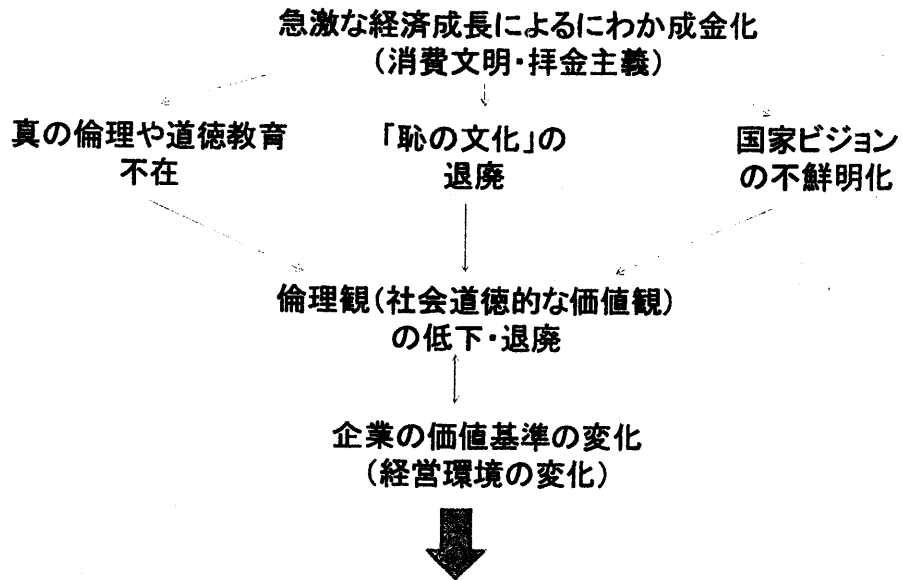 急激な経済成長によるにわか成金化
(消費文明・拝金主義)
真の倫理や道徳教育
不在
「恥の文化」の
退廃
国家ビジョン
の不鮮明化
倫理観(社会道徳的な価値観)
の低下・退廃
企業の価値基準の変化
(経営環境の変化)